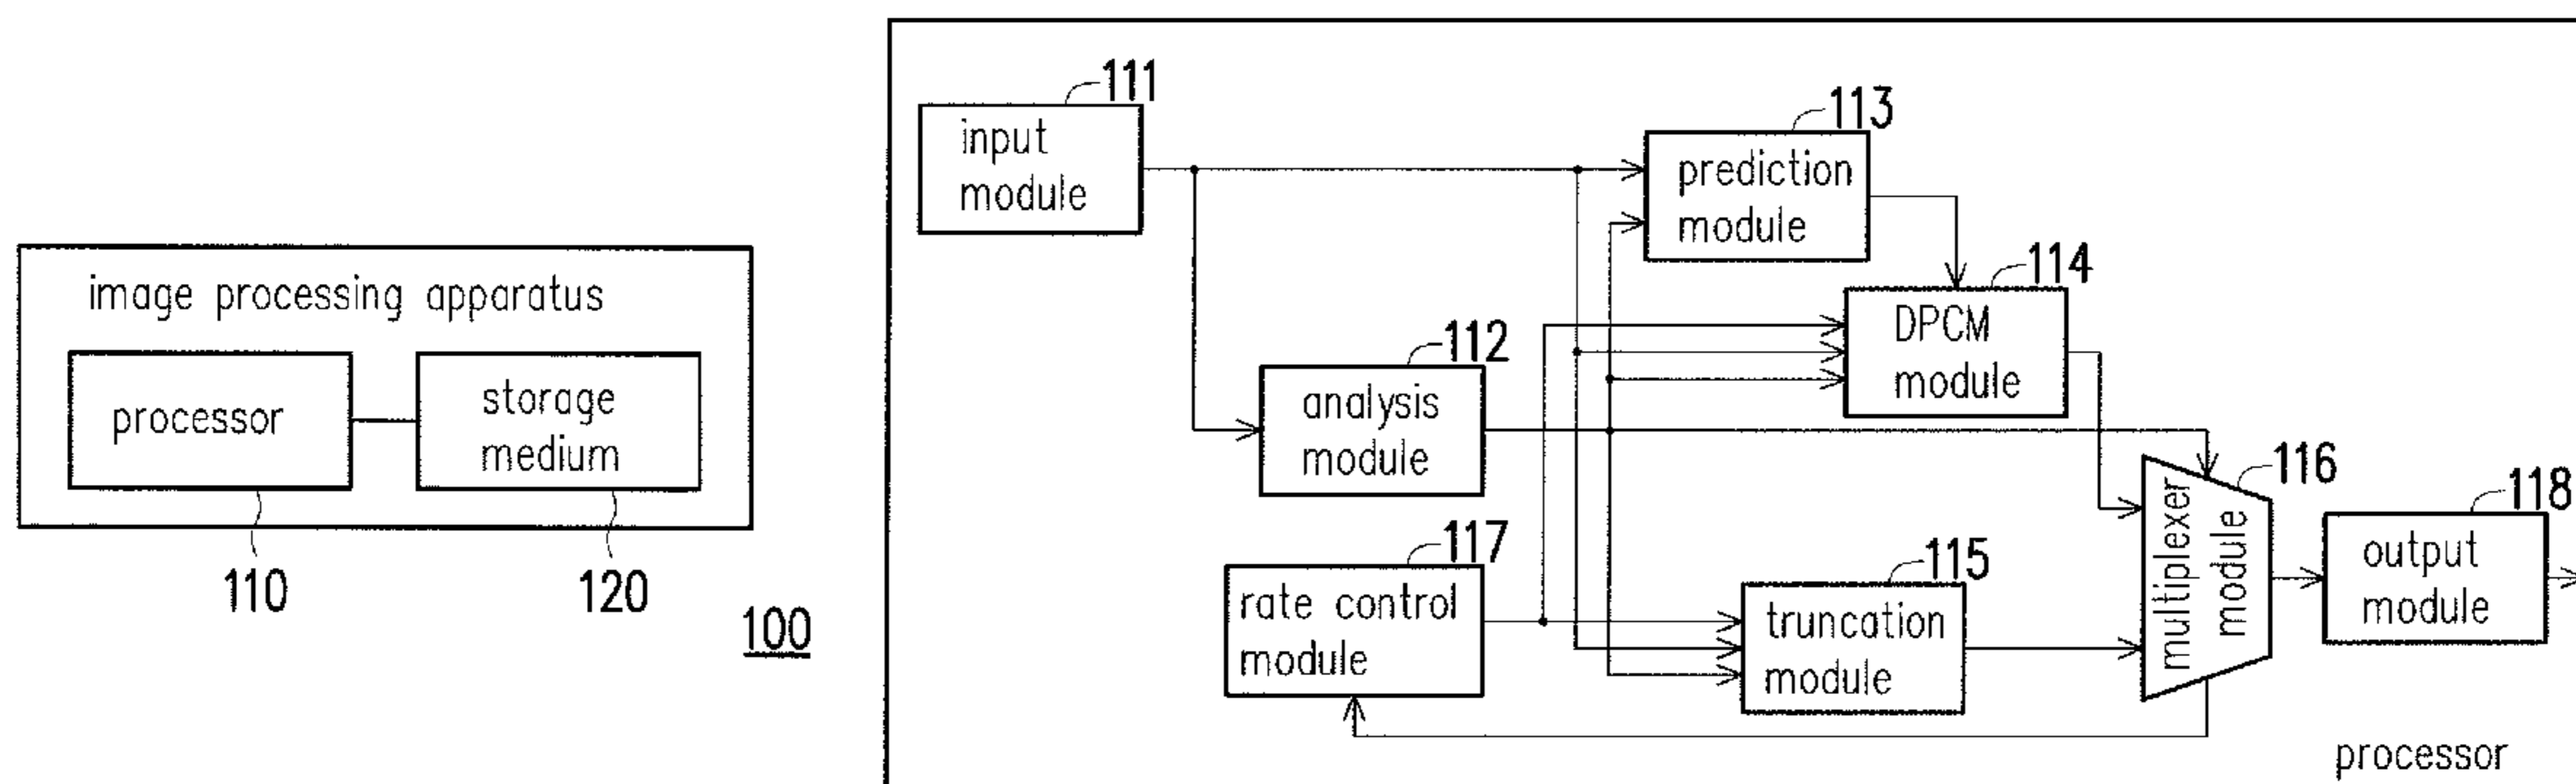 image processing apparatus
processor
storage
medium
110
120
100
111
input
module
113
prediction
module
114
DPCM
module
112
analysis
module
116
multiplexer
module
118
output
module
117
rate control
module
115
truncation
module
processor